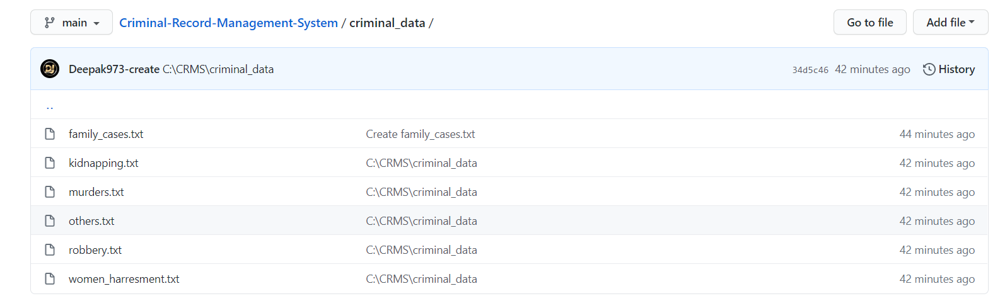 main Criminal-Record-Management-System / criminal_data / Go to file Add file
Deepak973-create C:\CRMS\criminal_data 34d5c46 42 minutes ago History
..
family_cases.txt Create family_cases.txt 44 minutes ago
kidnapping.txt C:\CRMS\criminal_data 42 minutes ago
murders.txt C:\CRMS\criminal_data 42 minutes ago
others.txt C:\CRMS\criminal_data 42 minutes ago
robbery.txt C:\CRMS\criminal_data 42 minutes ago
women_harresment.txt C:\CRMS\criminal_data 42 minutes ago